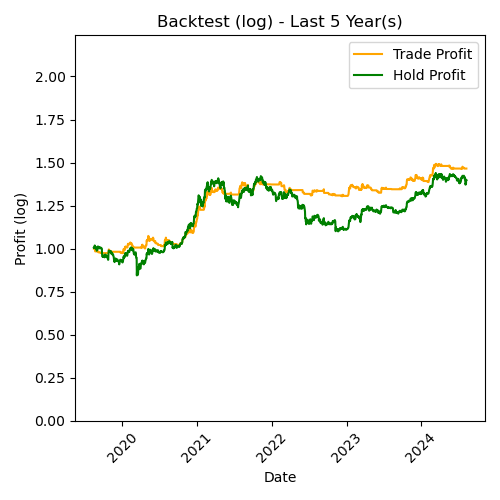 Backtest (log) - Last 5 Year(s)
Trade Profit
Hold Profit
Profit (log)
2.00
1.75
1.50
1.25
1.00
0.75
0.50
0.25
0.00
2020
2021
2022
2023
2024
Date